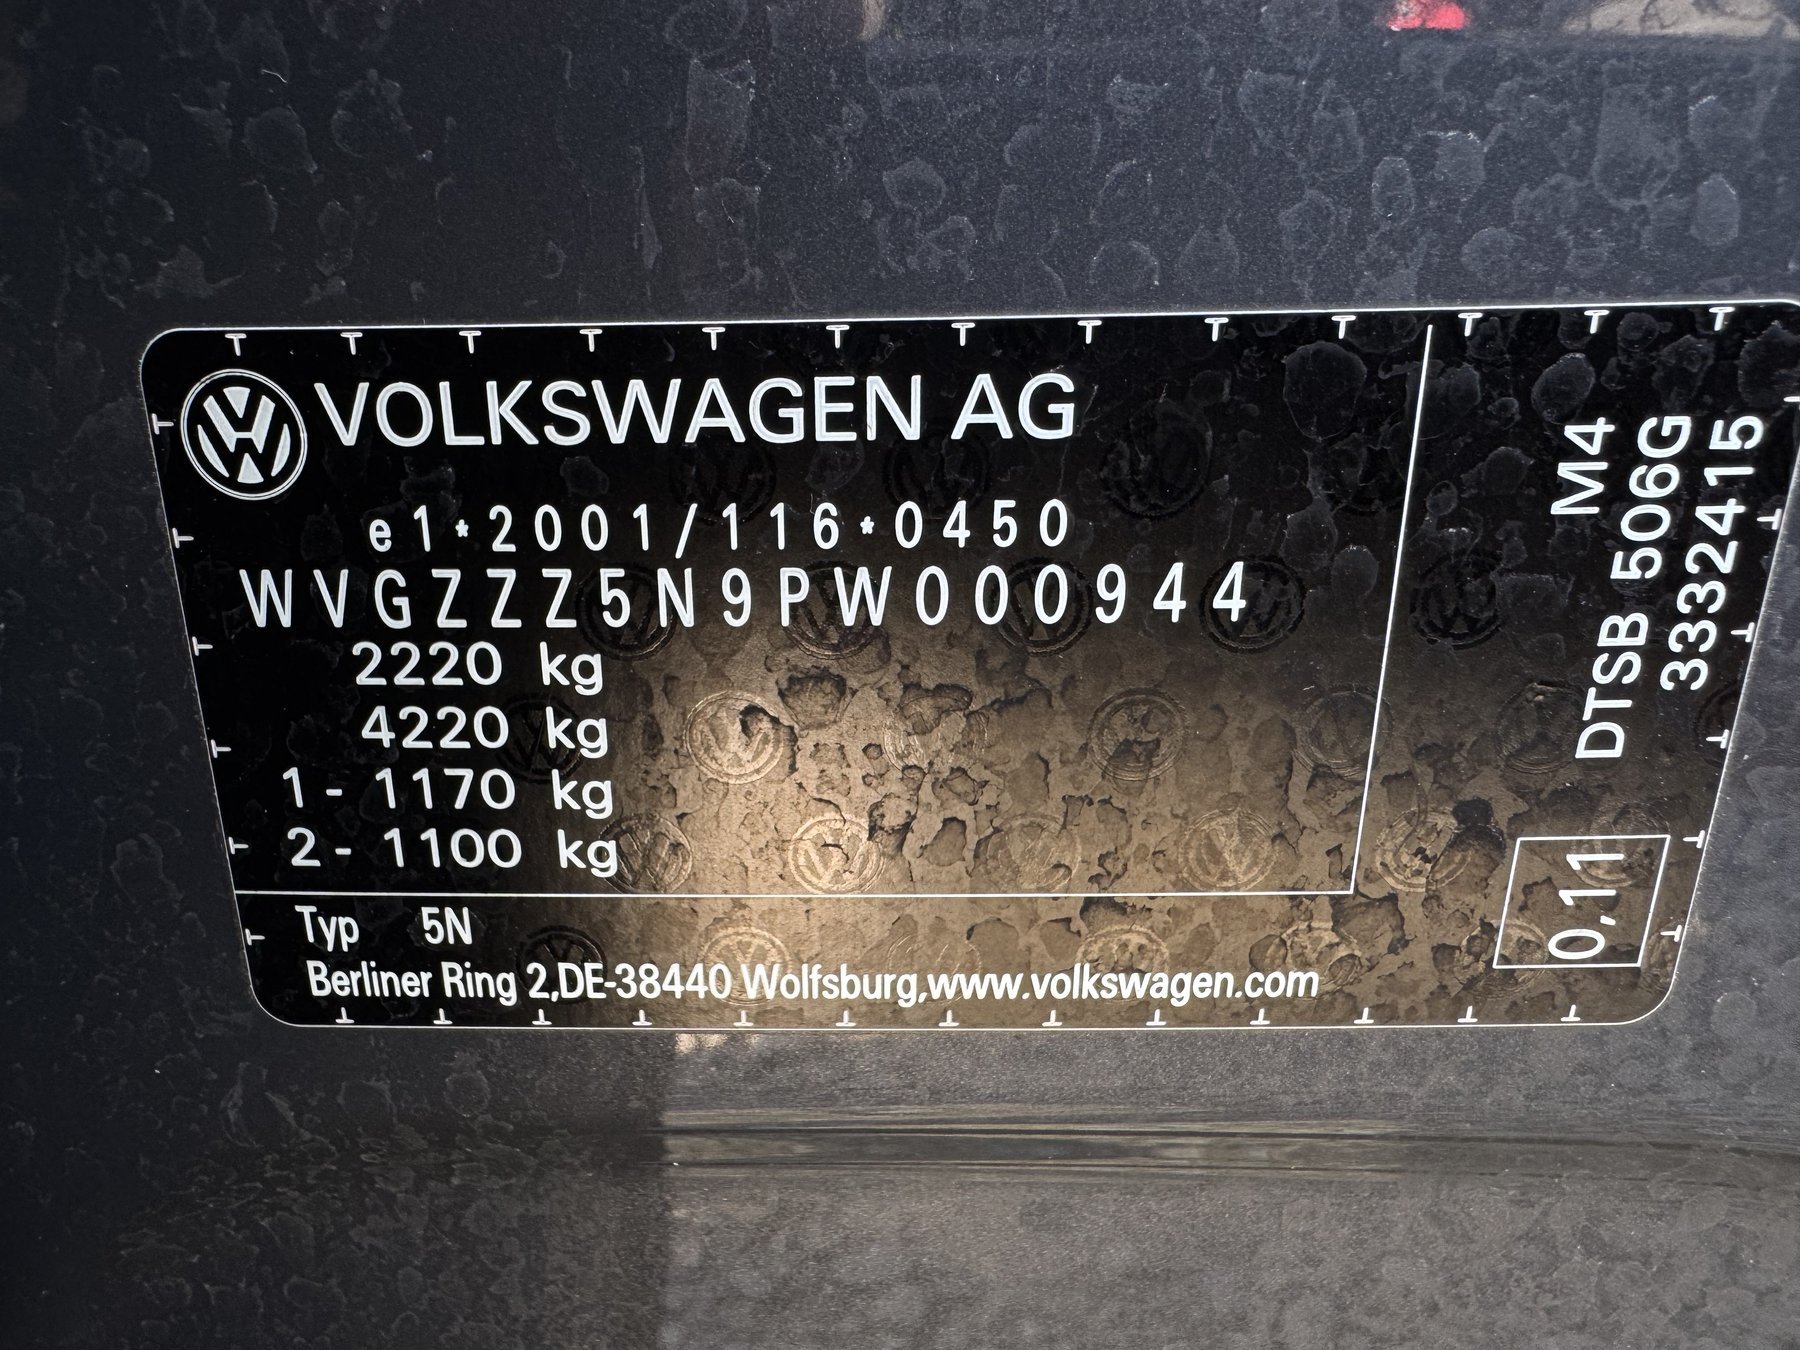 VOLKSWAGEN AG
e1*2001/116*0450
WVGZZZ5N9PW000944
2220 kg
4220 kg
1 - 1170 kg
2 - 1100 kg
Typ 5N
Berliner Ring 2,DE-38440 Wolfsburg,www.volkswagen.com
M4
DTSB 506G
3332415
0,11